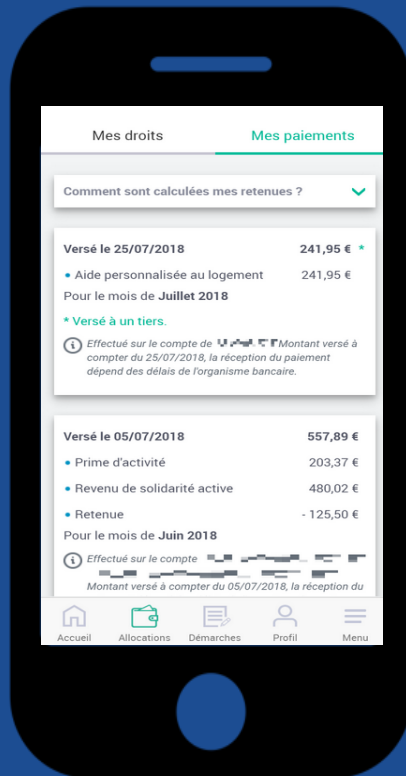 Mes droits
Mes paiements
Comment sont calculées mes retenues ?
Versé le 25/07/2018 241,95 € *
• Aide personnalisée au logement 241,95 €
Pour le mois de Juillet 2018
* Versé à un tiers.
Effectué sur le compte de Montant versé à
compter du 25/07/2018, la réception du paiement
dépend des délais de l'organisme bancaire.
Versé le 05/07/2018 557,89 €
• Prime d'activité 203,37 €
• Revenu de solidarité active 480,02 €
• Retenue - 125,50 €
Pour le mois de Juin 2018
Effectué sur le compte
Montant versé à compter du 05/07/2018, la réception du
Accueil Allocations Démarches Profil Menu